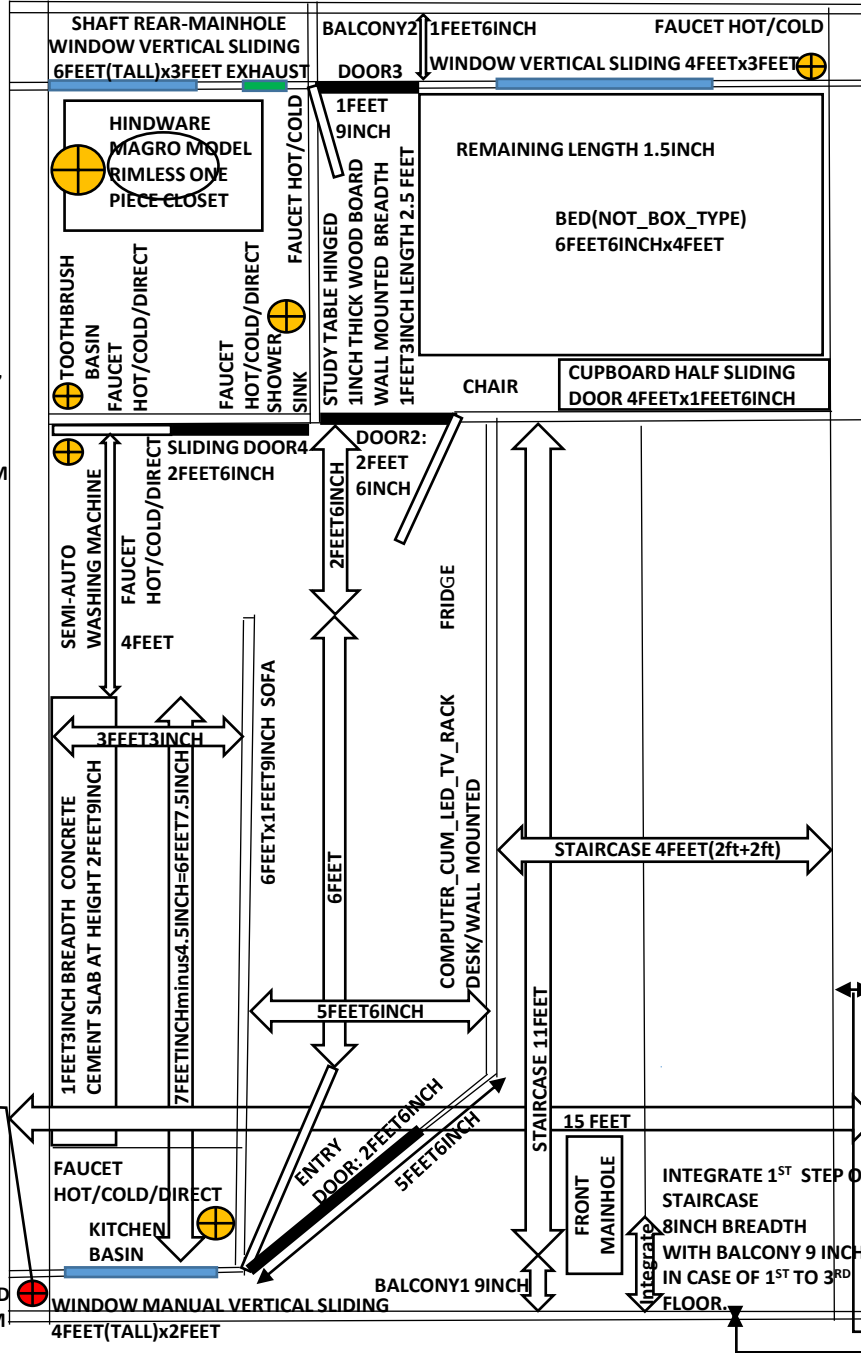 SHAFT REAR-MAINHOLE
WINDOW VERTICAL SLIDING
6FEET(TALL)x3FEET EXHAUST
BALCONY2
1FEET6INCH
FAUCET HOT/COLD
DOOR3
WINDOW VERTICAL SLIDING 4FEETx3FEET
1FEET
9INCH
HINDWARE
MAGRO MODEL
RIMLESS ONE
PIECE CLOSET
FAUCET HOT/COLD
REMAINING LENGTH 1.5INCH
BED(NOT_BOX_TYPE)
6FEET6INCHx4FEET
STUDY TABLE HINGED
1INCH THICK WOOD BOARD
WALL MOUNTED BREADTH
1FEET3INCH LENGTH 2.5 FEET
TOOTHBRUSH
BASIN
FAUCET
HOT/COLD/DIRECT
FAUCET
HOT/COLD/DIRECT
SHOWER
SINK
CHAIR
CUPBOARD HALF SLIDING
DOOR 4FEETx1FEET6INCH
SLIDING DOOR4
2FEET6INCH
DOOR2:
2FEET
6INCH
M
2FEET6INCH
SEMI-AUTO
WASHING MACHINE
FAUCET
HOT/COLD/DIRECT
4FEET
FRIDGE
3FEET3INCH
6FEETx1FEET9INCH SOFA
1FEET3INCH BREADTH CONCRETE
CEMENT SLAB AT HEIGHT 2FEET9INCH
7FEETINCHminus4.5INCH=6FEET7.5INCH
6FEET
COMPUTER_CUM_LED_TV_RACK
DESK/WALL MOUNTED
STAIRCASE 4FEET(2ft+2ft)
5FEET6INCH
STAIRCASE 11FEET
15 FEET
ENTRY
DOOR: 2FEET6INCH
5FEET6INCH
FAUCET
HOT/COLD/DIRECT
KITCHEN
BASIN
FRONT
MAINHOLE
INTEGRATE 1ST STEP O
STAIRCASE
8INCH BREADTH
WITH BALCONY 9 INCH
IN CASE OF 1ST TO 3RD
FLOOR.
Integrate
BALCONY1 9INCH
D
M
WINDOW MANUAL VERTICAL SLIDING
4FEET(TALL)x2FEET